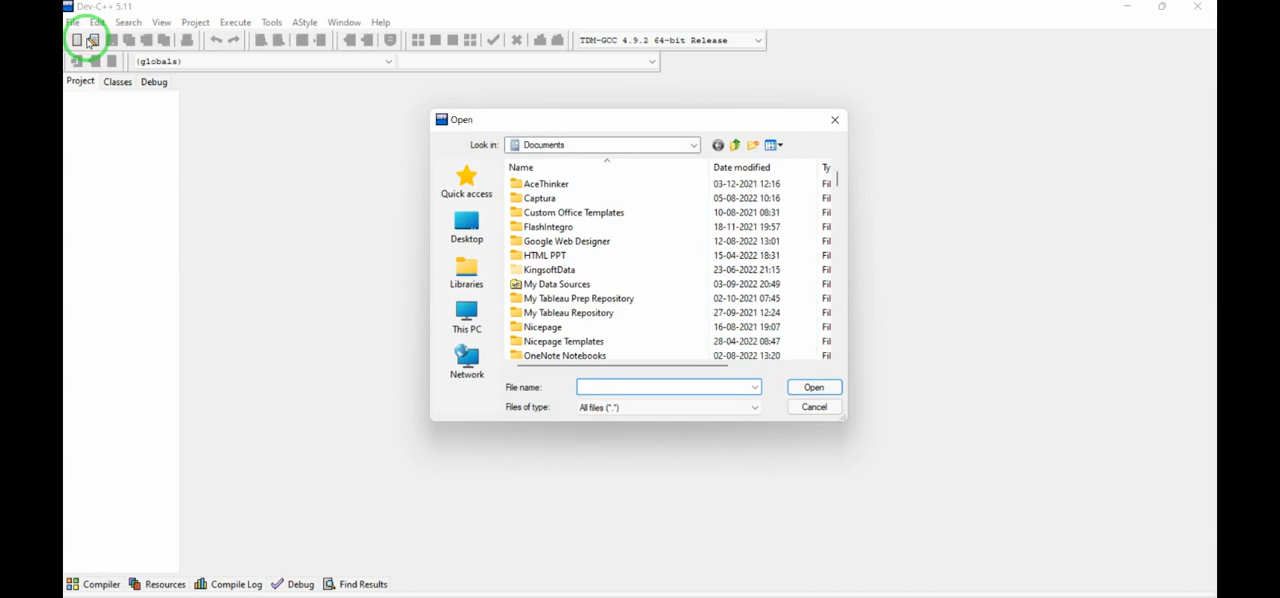 Dev-C++ 5.11
File Edit Search View Project Execute Tools AStyle Window Help
TDM-GCC 4.9.2 64-bit Release
(globals)
Project Classes Debug
Open
Look in: Documents
Name Date modified Ty
Quick access
Desktop
Libraries
This PC
Network
AceThinker 03-12-2021 12:16 Fil
Captura 05-08-2022 10:16 Fil
Custom Office Templates 10-08-2021 08:31 Fil
FlashIntegro 18-11-2021 19:57 Fil
Google Web Designer 12-08-2022 13:01 Fil
HTML PPT 15-04-2022 18:31 Fil
KingsoftData 23-06-2022 21:15 Fil
My Data Sources 03-09-2022 20:49 Fil
My Tableau Prep Repository 02-10-2021 07:45 Fil
My Tableau Repository 27-09-2021 12:24 Fil
Nicepage 16-08-2021 19:07 Fil
Nicepage Templates 28-04-2022 08:47 Fil
OneNote Notebooks 02-08-2022 13:20 Fil
File name: Open
Files of type: All files (*.*) Cancel
Compiler Resources Compile Log Debug Find Results